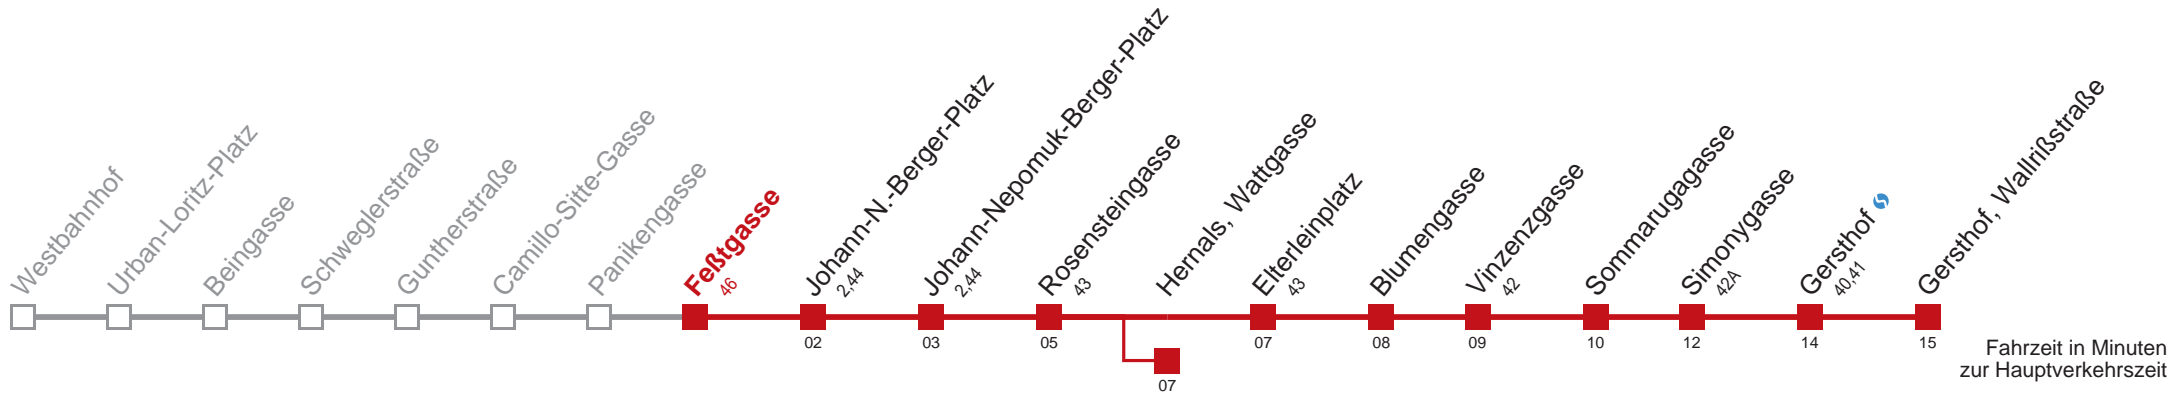 Westbahnhof
Urban-Loritz-Platz
Beingasse
Schweglerstraße
Guntherstraße
Camillo-Sitte-Gasse
Panikengasse
Feßtgasse
46
Johann-N.-Berger-Platz
2,44
02
Johann-Nepomuk-Berger-Platz
2,44
03
Rosensteingasse
43
05
Hernals, Wattgasse
07
Elterleinplatz
43
07
Blumengasse
08
Vinzenzgasse
42
09
Sommarugagasse
10
Simonygasse
42A
12
Gersthof
40,41
14
Gersthof, Wallrißstraße
15
Fahrzeit in Minuten
zur Hauptverkehrszeit